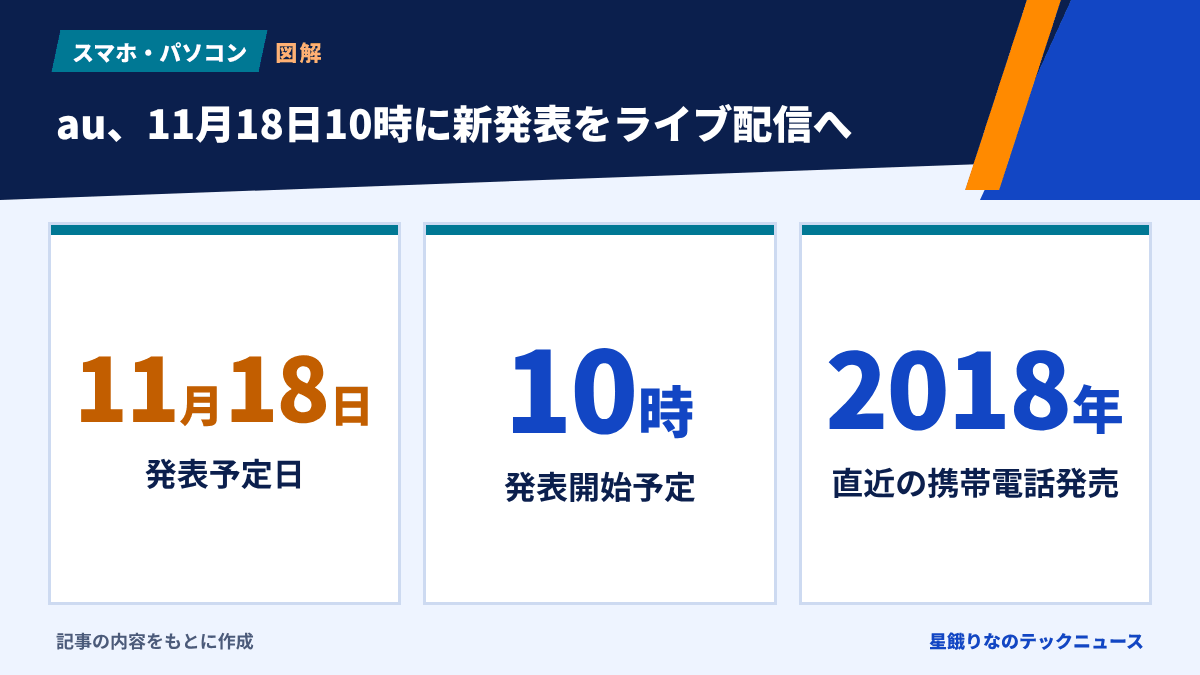 スマホ・パソコン 図解
au、11月18日10時に新発表をライブ配信へ
11月18日
発表予定日
10時
発表開始予定
2018年
直近の携帯電話発売
記事の内容をもとに作成
星餓りなのテックニュース